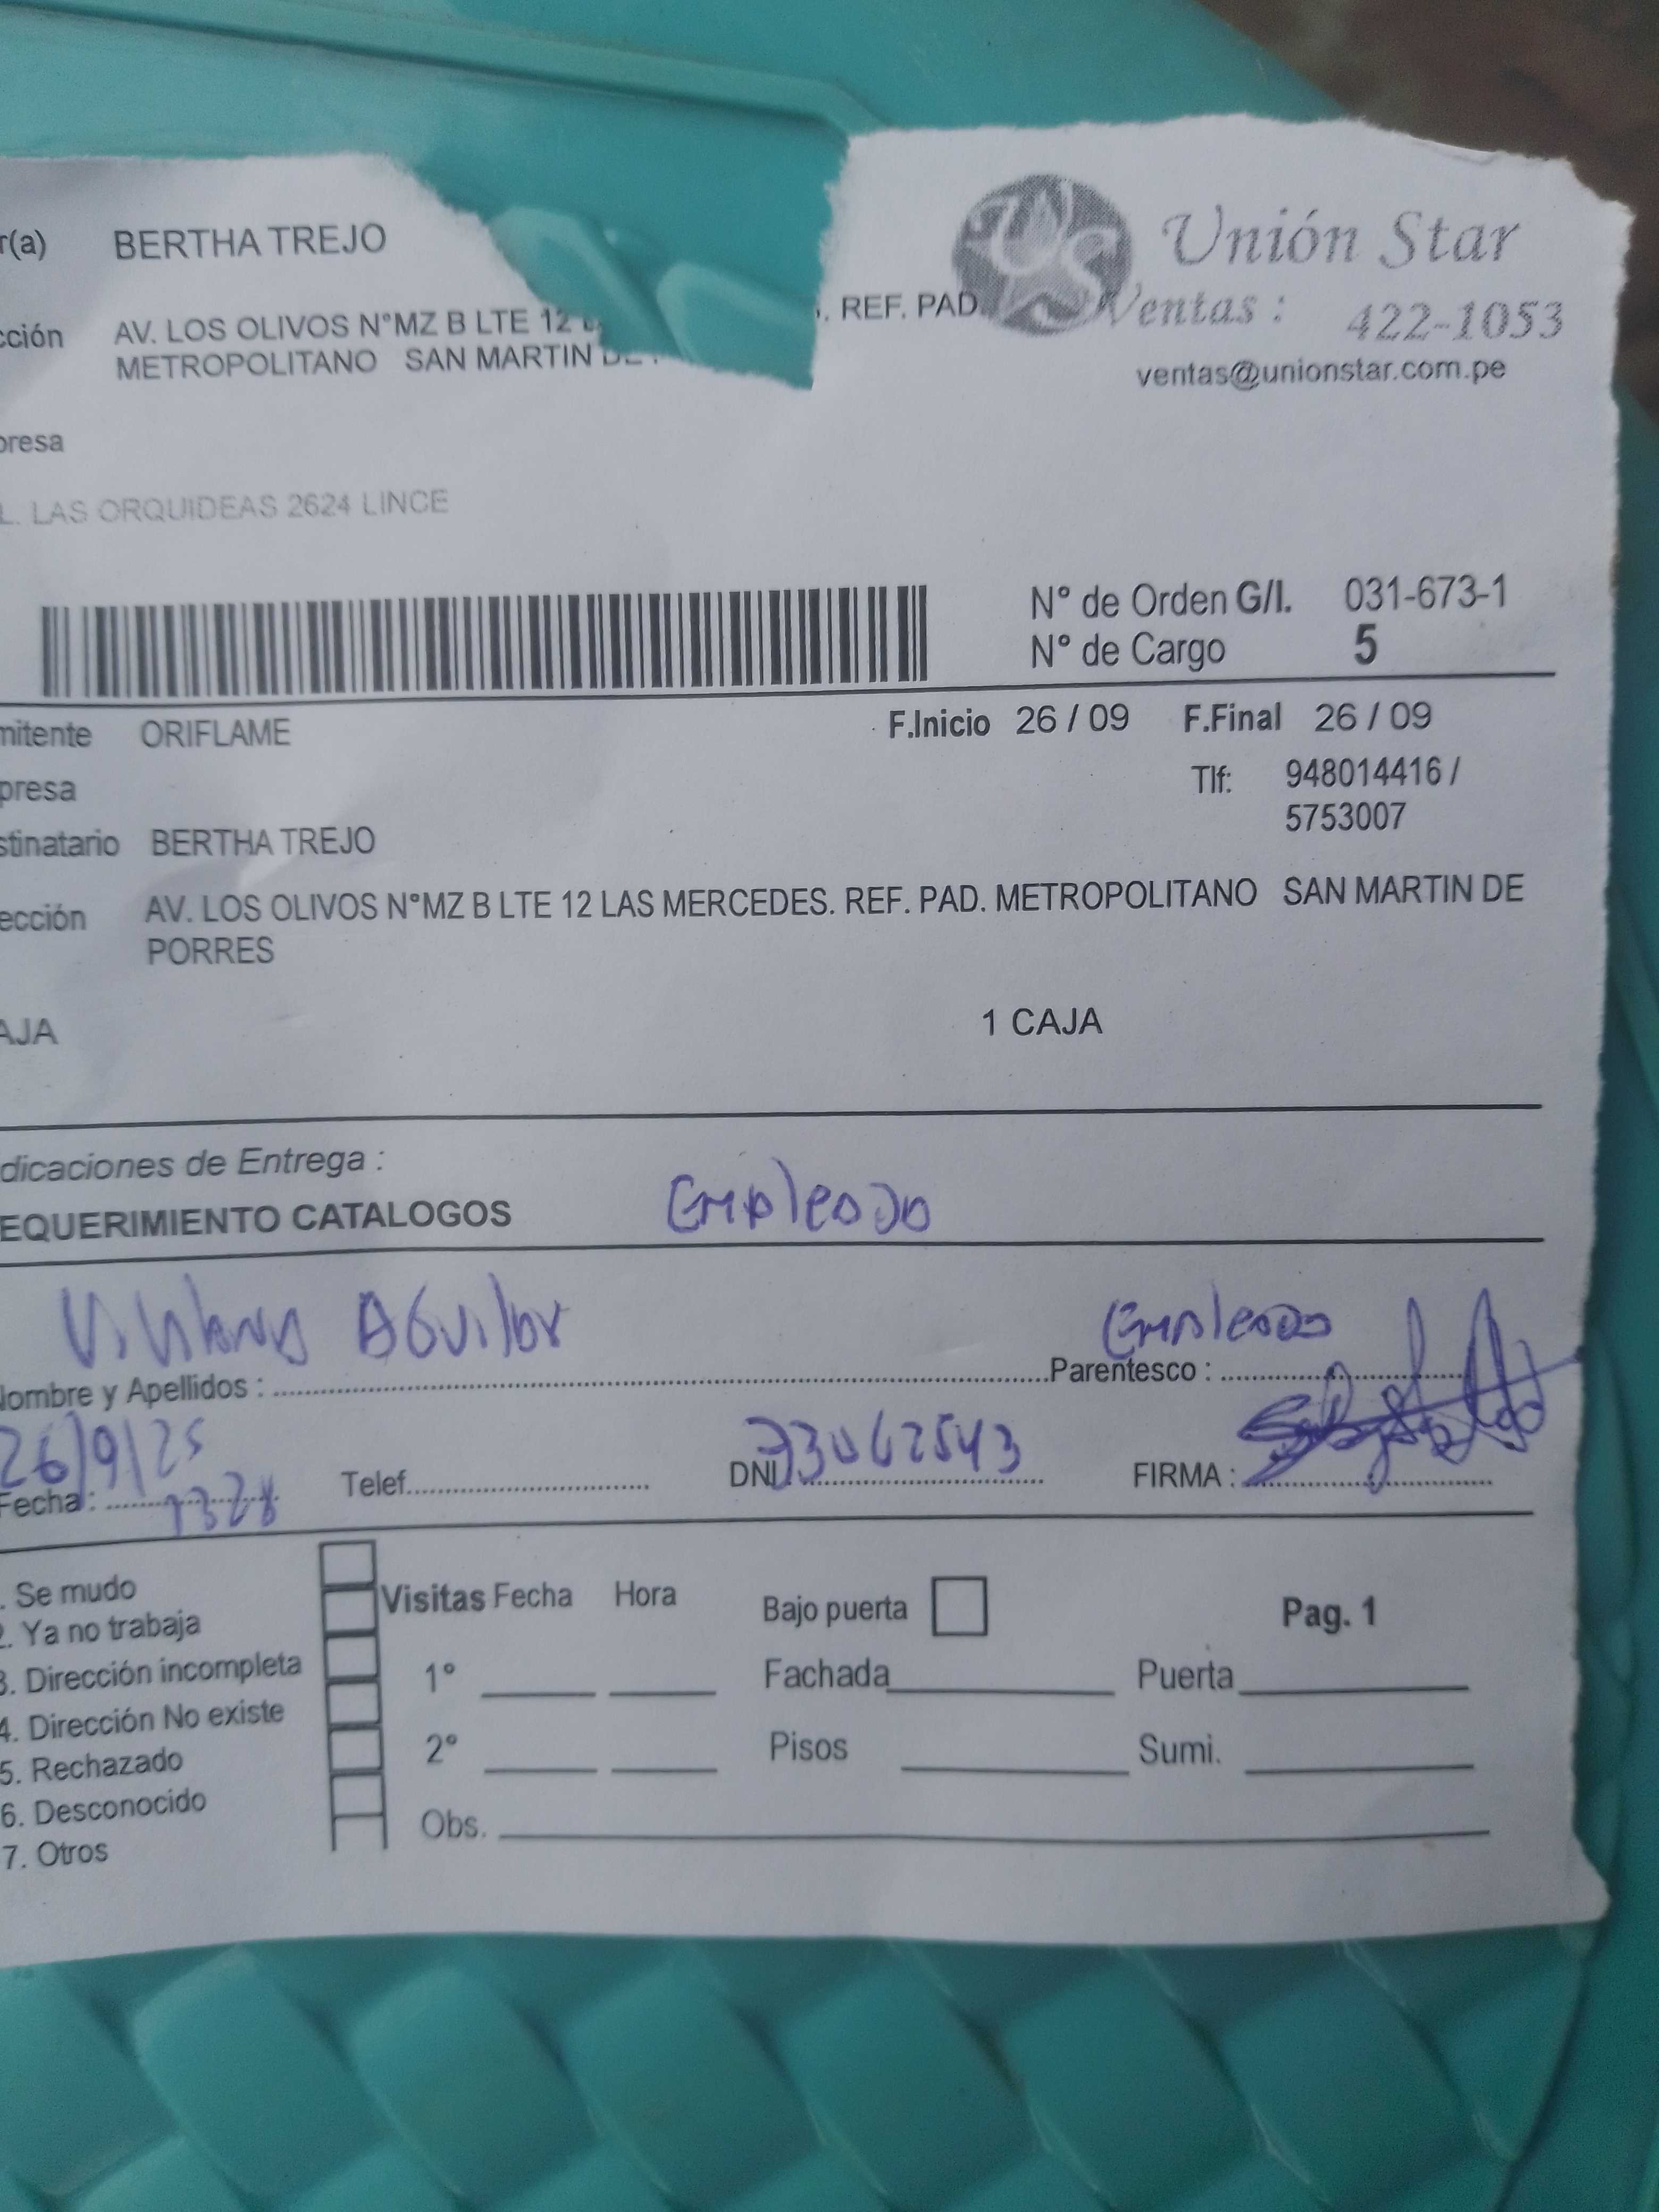 r(a) BERTHA TREJO
Unión Star
cción AV. LOS OLIVOS N°MZ B LTE 12 . REF. PAD.
METROPOLITANO SAN MARTIN DE
Ventas : 422-1053
ventas@unionstar.com.pe
presa
L. LAS ORQUIDEAS 2624 LINCE
N° de Orden G/I. 031-673-1
N° de Cargo 5
mitente ORIFLAME F.Inicio 26 / 09 F.Final 26 / 09
presa Tlf: 948014416 /
5753007
stinatario BERTHA TREJO
ección AV. LOS OLIVOS N°MZ B LTE 12 LAS MERCEDES. REF. PAD. METROPOLITANO SAN MARTIN DE
PORRES
AJA 1 CAJA
dicaciones de Entrega :
EQUERIMIENTO CATALOGOS Empleado
Aguilar Empleado
Nombre y Apellidos : Parentesco :
26/9/25
Fecha : 1328 Telef. DNI 73062543 FIRMA :
. Se mudo
2. Ya no trabaja
3. Dirección incompleta
4. Dirección No existe
5. Rechazado
6. Desconocido
7. Otros
Visitas Fecha Hora Bajo puerta Pag. 1
1° Fachada Puerta
2° Pisos Sumi.
Obs.